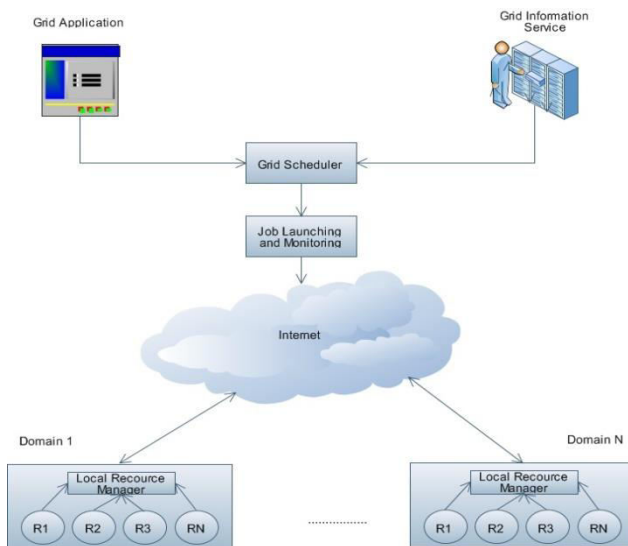 Grid Application
Grid Information
Service
Grid Scheduler
Job Launching
and Monitoring
Internet
Domain 1
Domain N
Local Recource
Manager
R1
R2
R3
RN
..............
Local Recource
Manager
R1
R2
R3
RN